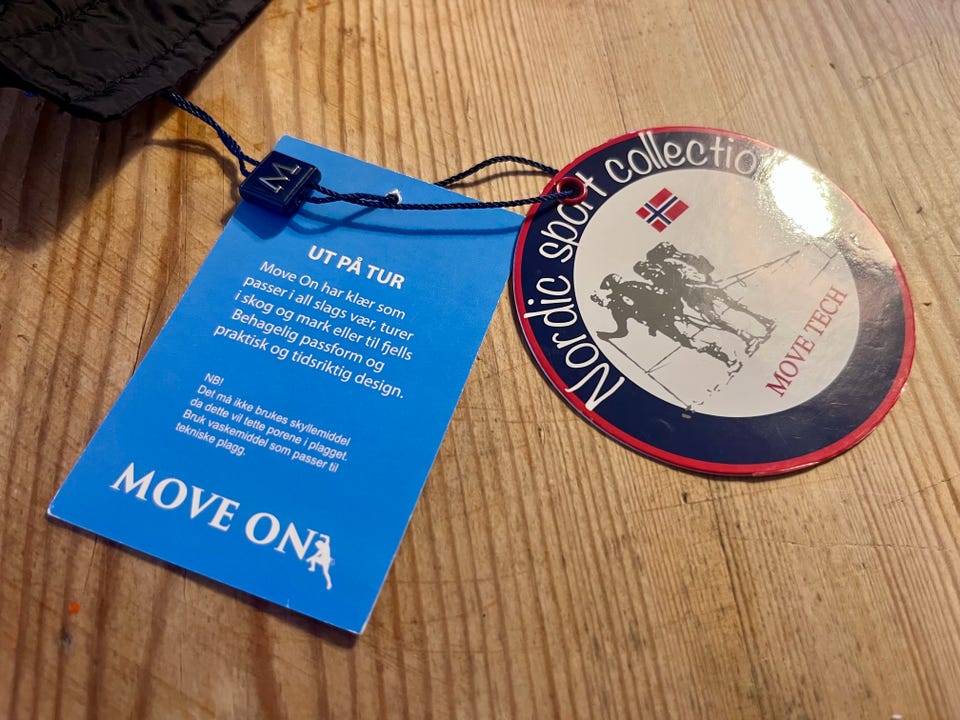 M
UT PÅ TUR
Move On har klær som
passer i all slags vær, turer
i skog og mark eller til fjells
Behagelig passform og
praktisk og tidsriktig design.
NB!
Det må ikke brukes skyllemiddel
da dette vil tette porene i plagget.
Bruk vaskemiddel som passer til
tekniske plagg.
MOVE ON
Nordic sport collection
MOVE TECH